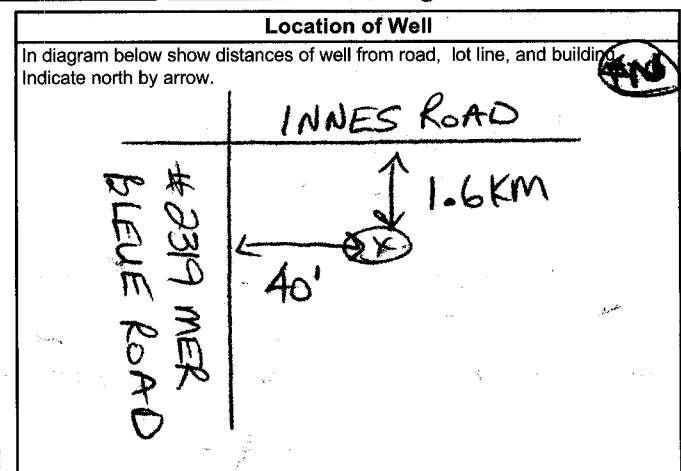 Location of Well
In diagram below show distances of well from road, lot line, and building.
Indicate north by arrow.
INNES ROAD
1.6KM
#2319 MER
BLEUE ROAD
40'
X